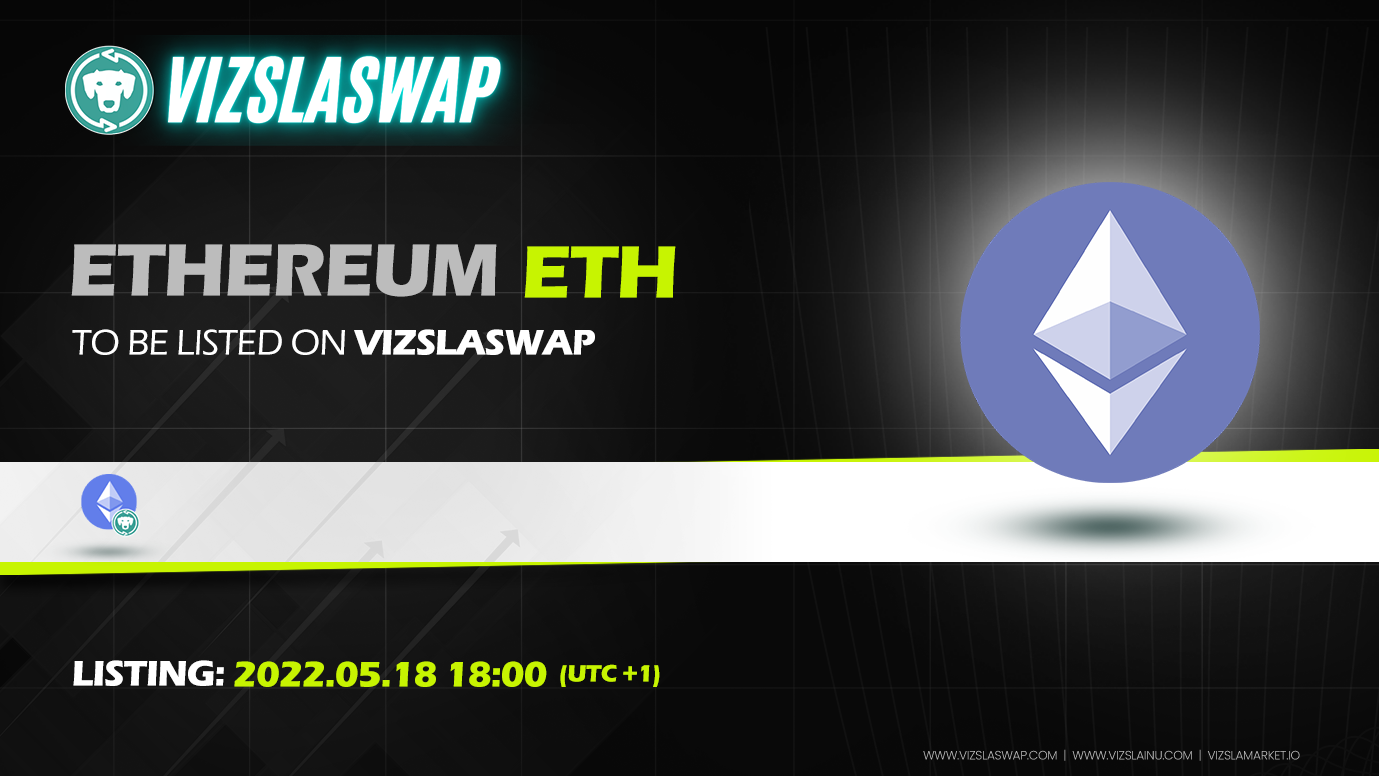 VIZSLASWAP
ETHEREUM ETH
TO BE LISTED ON VIZSLASWAP
LISTING: 2022.05.18 18:00 (UTC +1)
WWW.VIZSLASWAP.COM | WWW.VIZSLAINU.COM | VIZSLAMARKET.IO